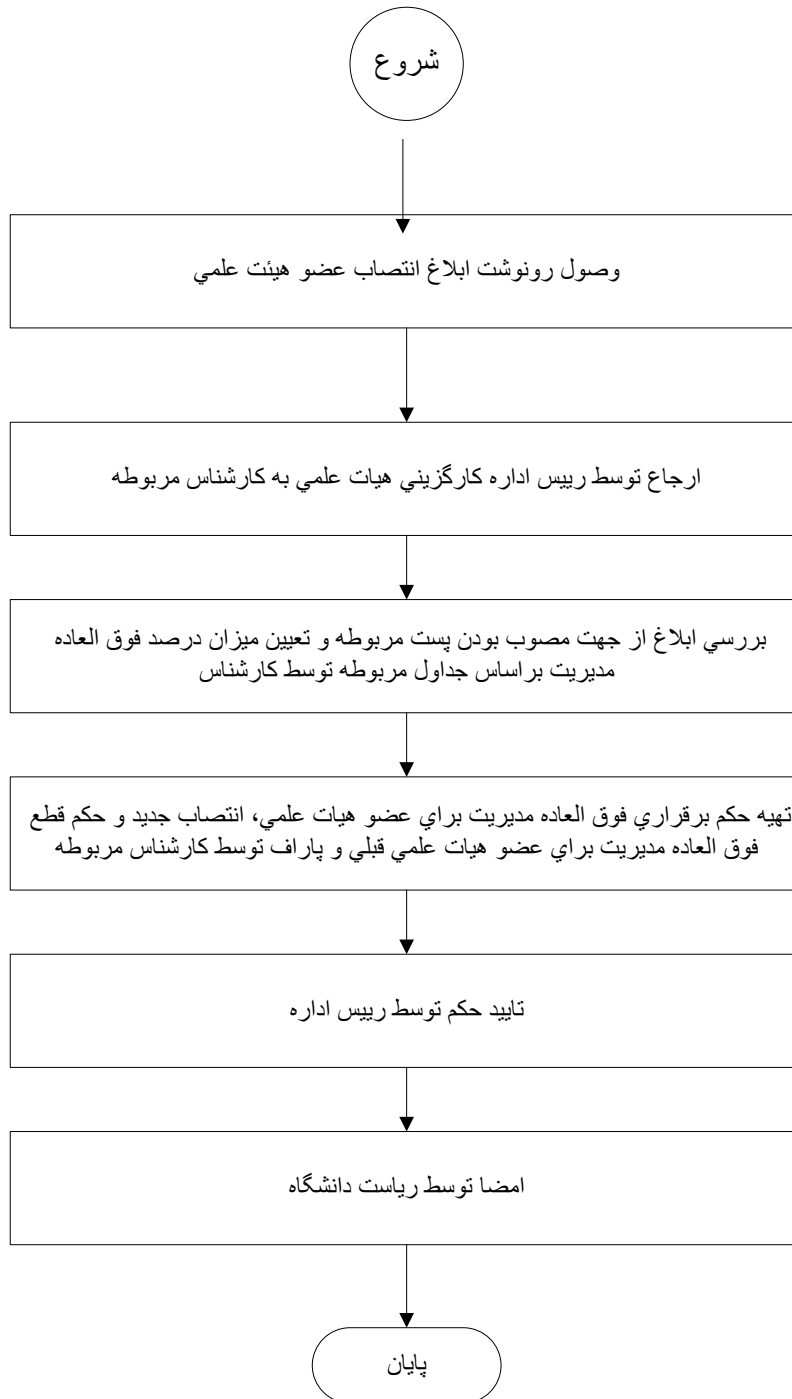 شروع
وصول رونوشت ابلاغ انتصاب عضو هيئت علمي
ارجاع توسط رييس اداره كارگزيني هيات علمي به كارشناس مربوطه
بررسي ابلاغ از جهت مصوب بودن پست مربوطه و تعيين ميزان درصد فوق العاده
مديريت براساس جداول مربوطه توسط كارشناس
تهيه حكم برقراري فوق العاده مديريت براي عضو هيات علمي، انتصاب جديد و حكم قطع
فوق العاده مديريت براي عضو هيات علمي قبلي و پاراف توسط كارشناس مربوطه
تاييد حكم توسط رييس اداره
امضا توسط رياست دانشگاه
پايان